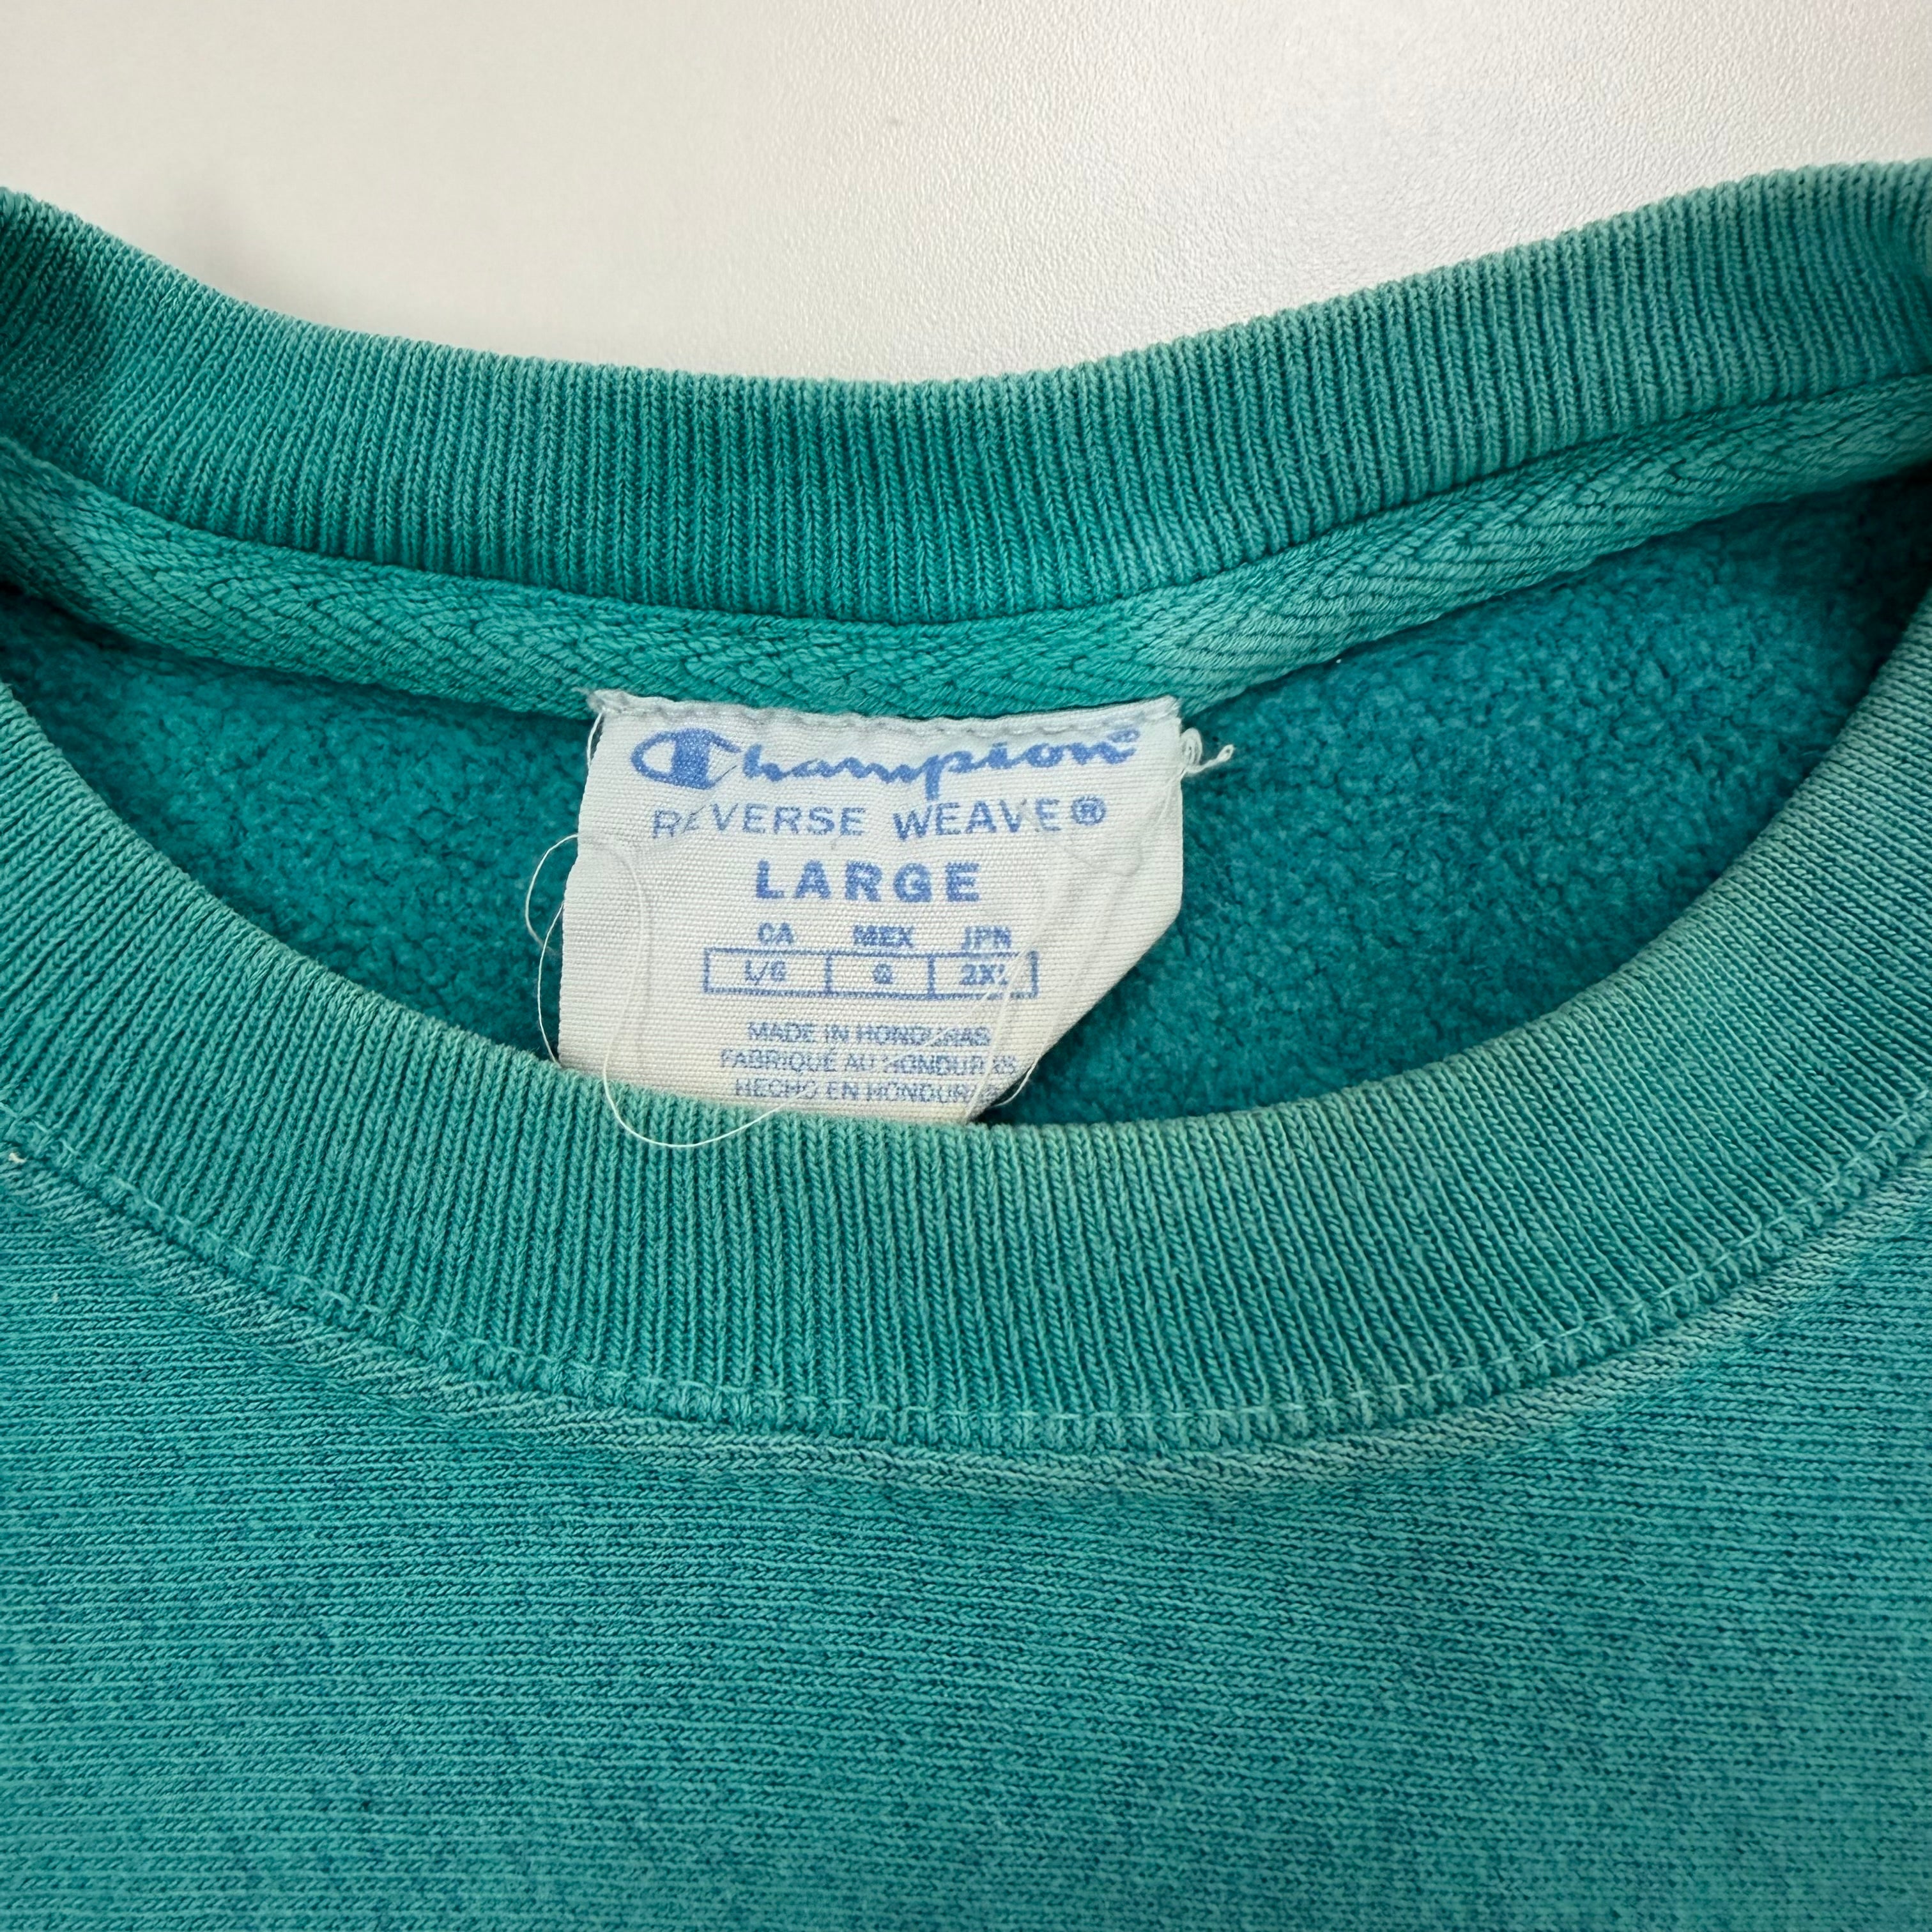 Champion®
REVERSE WEAVE®
LARGE
CA MEX JPN
L/G G 2XL
MADE IN HONDURAS
FABRIQUÉ AU HONDURAS
HECHO EN HONDURAS